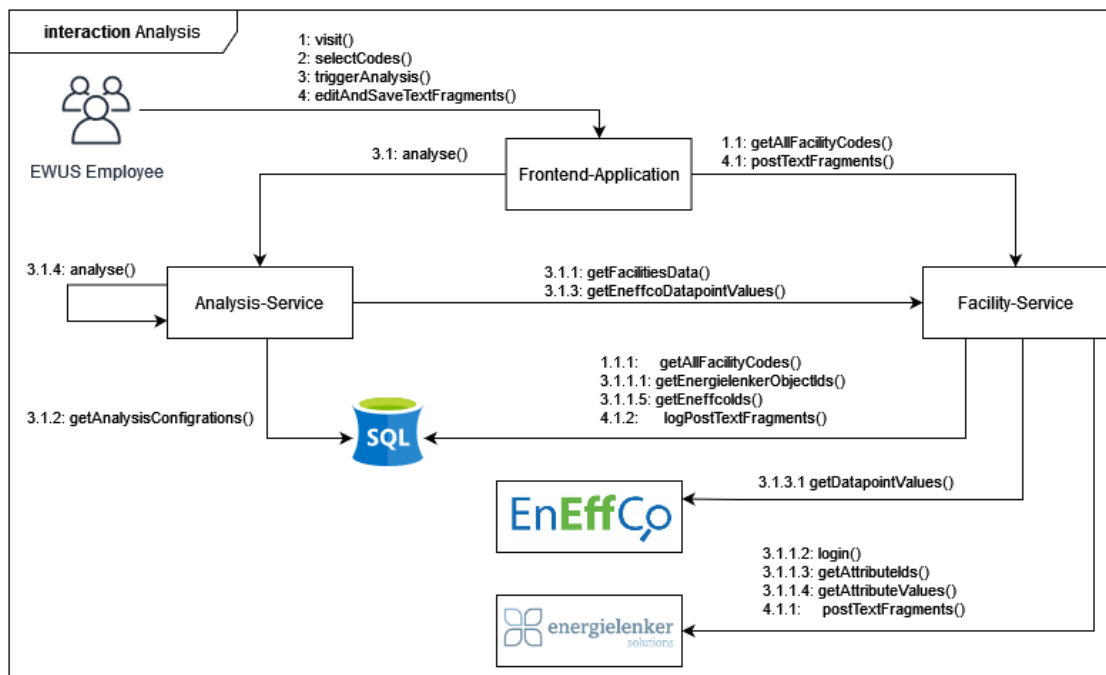 interaction Analysis
1: visit()
2: selectCodes()
3: triggerAnalysis()
4: editAndSaveTextFragments()
EWUS Employee
3.1: analyse()
Frontend-Application
1.1: getAllFacilityCodes()
4.1: postTextFragments()
3.1.4: analyse()
Analysis-Service
3.1.1: getFacilitiesData()
3.1.3: getEneffcoDatapointValues()
Facility-Service
3.1.2: getAnalysisConfigrations()
SQL
1.1.1: getAllFacilityCodes()
3.1.1.1: getEnergielenkerObjectIds()
3.1.1.5: getEneffcoIds()
4.1.2: logPostTextFragments()
3.1.3.1 getDatapointValues()
EnEffCo
3.1.1.2: login()
3.1.1.3: getAttributeIds()
3.1.1.4: getAttributeValues()
4.1.1: postTextFragments()
energielenker
solutions